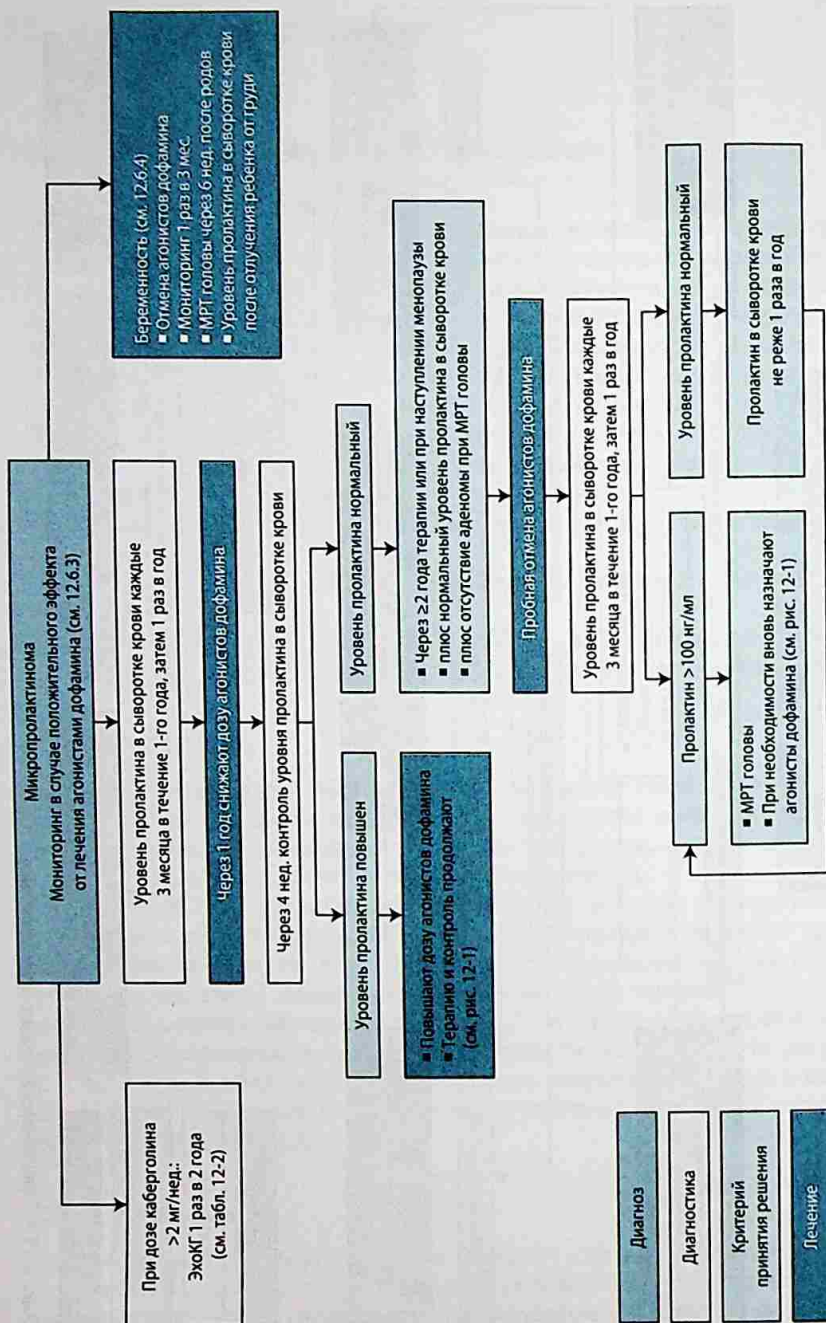 Микропролактинома
Мониторинг в случае положительного эффекта
от лечения агонистами дофамина (см. 12.6.3)
При дозе каберголина
>2 мг/нед.:
ЭхоКГ 1 раз в 2 года
(см. табл. 12-2)
Уровень пролактина в сыворотке крови каждые
3 месяца в течение 1-го года, затем 1 раз в год
Беременность (см. 12.6.4)
■ Отмена агонистов дофамина
■ Мониторинг 1 раз в 3 мес.
■ МРТ головы через 6 нед. после родов
■ Уровень пролактина в сыворотке крови
после отлучения ребенка от груди
Через 1 год снижают дозу агонистов дофамина
Через 4 нед. контроль уровня пролактина в сыворотке крови
Уровень пролактина повышен
Уровень пролактина нормальный
■ Повышают дозу агонистов дофамина
■ Терапию и контроль продолжают
(см. рис. 12-1)
■ Через ≥2 года терапии или при наступлении менопаузы
■ плюс нормальный уровень пролактина в сыворотке крови
■ плюс отсутствие аденомы при МРТ головы
Пробная отмена агонистов дофамина
Уровень пролактина в сыворотке крови каждые
3 месяца в течение 1-го года, затем 1 раз в год
Пролактин >100 нг/мл
Уровень пролактина нормальный
■ МРТ головы
■ При необходимости вновь назначают
агонисты дофамина (см. рис. 12-1)
Пролактин в сыворотке крови
не реже 1 раза в год
Диагноз
Диагностика
Критерий
принятия решения
Лечение